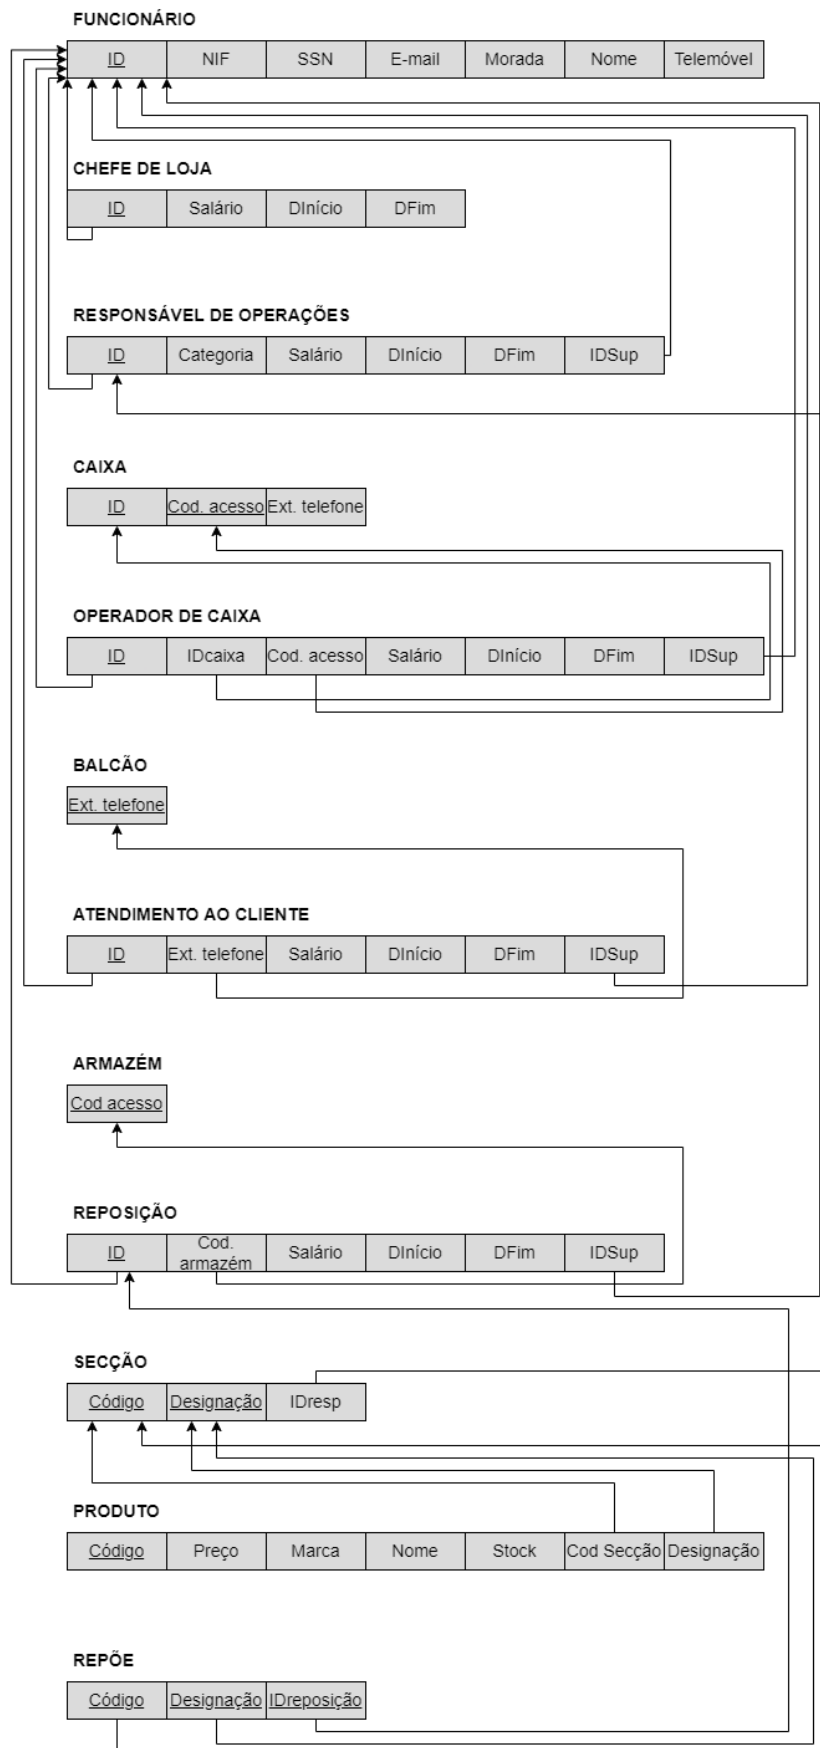 FUNCIONÁRIO
ID NIF SSN E-mail Morada Nome Telemóvel
CHEFE DE LOJA
ID Salário DInício DFim
RESPONSÁVEL DE OPERAÇÕES
ID Categoria Salário DInício DFim IDSup
CAIXA
ID Cod. acesso Ext. telefone
OPERADOR DE CAIXA
ID IDcaixa Cod. acesso Salário DInício DFim IDSup
BALCÃO
Ext. telefone
ATENDIMENTO AO CLIENTE
ID Ext. telefone Salário DInício DFim IDSup
ARMAZÉM
Cod acesso
REPOSIÇÃO
ID Cod. armazém Salário DInício DFim IDSup
SECÇÃO
Código Designação IDresp
PRODUTO
Código Preço Marca Nome Stock Cod Secção Designação
REPÕE
Código Designação IDreposição